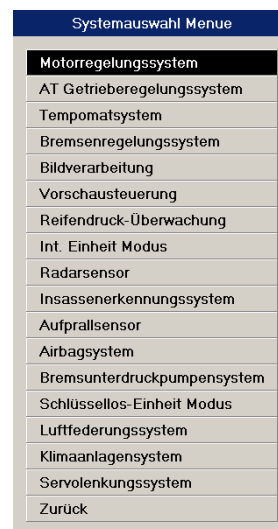 Systemauswahl Menue
Motorregelungssystem
AT Getrieberegelungssystem
Tempomatsystem
Bremsenregelungssystem
Bildverarbeitung
Vorschausteuerung
Reifendruck-Überwachung
Int. Einheit Modus
Radarsensor
Insassenerkennungssystem
Aufprallsensor
Airbagsystem
Bremsunterdruckpumpensystem
Schlüssellos-Einheit Modus
Luftfederungssystem
Klimaanlagensystem
Servolenkungssystem
Zurück